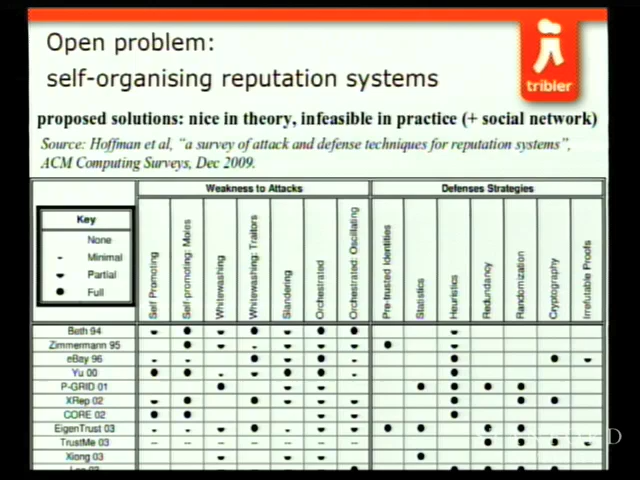 Open problem:
self-organising reputation systems
tribler
proposed solutions: nice in theory, infeasible in practice (+ social network)
Source: Hoffman et al, "a survey of attack and defense techniques for reputation systems",
ACM Computing Surveys, Dec 2009.
Weakness to Attacks
Defenses Strategies
Key
None
Minimal
Partial
Full
Self Promoting
Self-promoting: Moles
Whitewashing
Whitewashing: Traitors
Slandering
Orchestrated
Orchestrated: Oscillating
Pre-trusted Identities
Statistics
Heuristics
Redundancy
Randomization
Cryptography
Irrefutable Proofs
Beth 94
Zimmermann 95
eBay 96
Yu 00
P-GRID 01
XRep 02
CORE 02
EigenTrust 03
TrustMe 03
Xiong 03